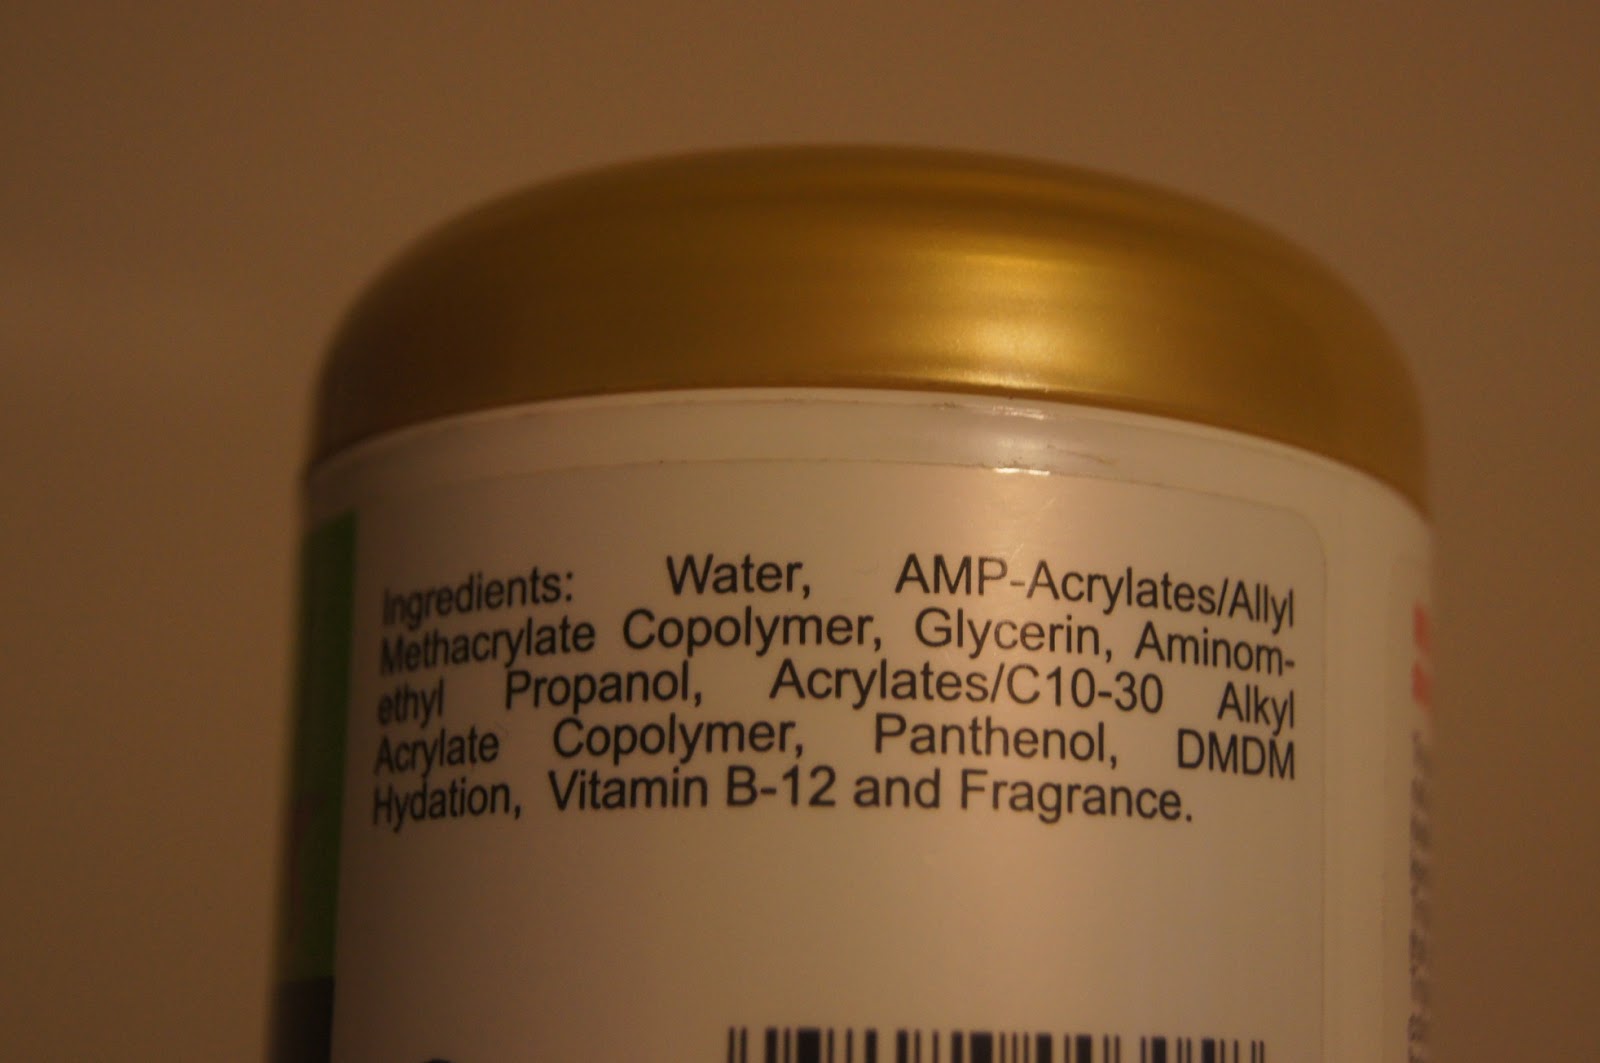 Ingredients: Water, AMP-Acrylates/Allyl
Methacrylate Copolymer, Glycerin, Aminom-
ethyl Propanol, Acrylates/C10-30 Alkyl
Acrylate Copolymer, Panthenol, DMDM
Hydation, Vitamin B-12 and Fragrance.